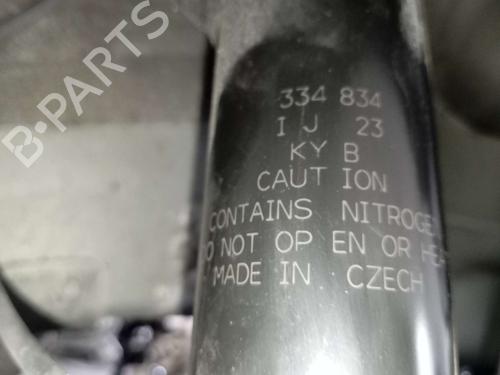 B-PARTS
334 834
I J 23
KY B
CAUT ION
CONTAINS NITROGE
O NOT OP EN OR HE
MADE IN CZECH